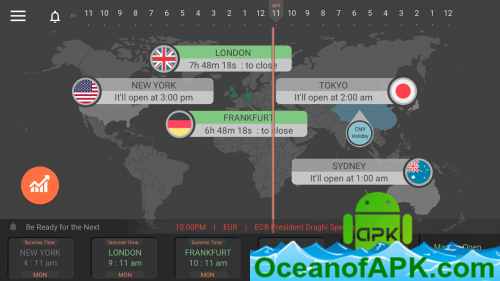 am
m 11 12 1 2 3 4 5 6 7 8 9 10 11 12 1 2 3 4 5 6 7 8 9 10 11 12
LONDON
7h 48m 18s : to close
NEW YORK
It'll open at 3:00 pm
TOKYO
It'll open at 2:00 am
FRANKFURT
6h 48m 18s : to close
CNY
Holiday
SYDNEY
It'll open at 1:00 am
Be Ready for the Next
10:00PM | EUR | ECB President Draghi Spe
Summer Time
NEW YORK
4 : 11 am
MON
Summer Time
LONDON
9 : 11 am
MON
Summer Time
FRANKFURT
10 : 11 am
MON
apk
OceanofAPK.com